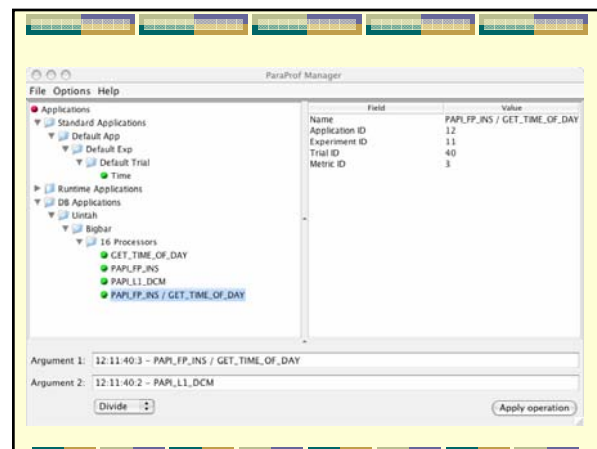 ParaProf Manager
File Options Help
Applications
Standard Applications
Default App
Default Exp
Default Trial
Time
Runtime Applications
DB Applications
Uintah
Bigbar
16 Processors
GET_TIME_OF_DAY
PAPI_FP_INS
PAPI_L1_DCM
PAPI_FP_INS / GET_TIME_OF_DAY
Field Value
Name PAPI_FP_INS / GET_TIME_OF_DAY
Application ID 12
Experiment ID 11
Trial ID 40
Metric ID 3
Argument 1: 12:11:40:3 - PAPI_FP_INS / GET_TIME_OF_DAY
Argument 2: 12:11:40:2 - PAPI_L1_DCM
Divide Apply operation